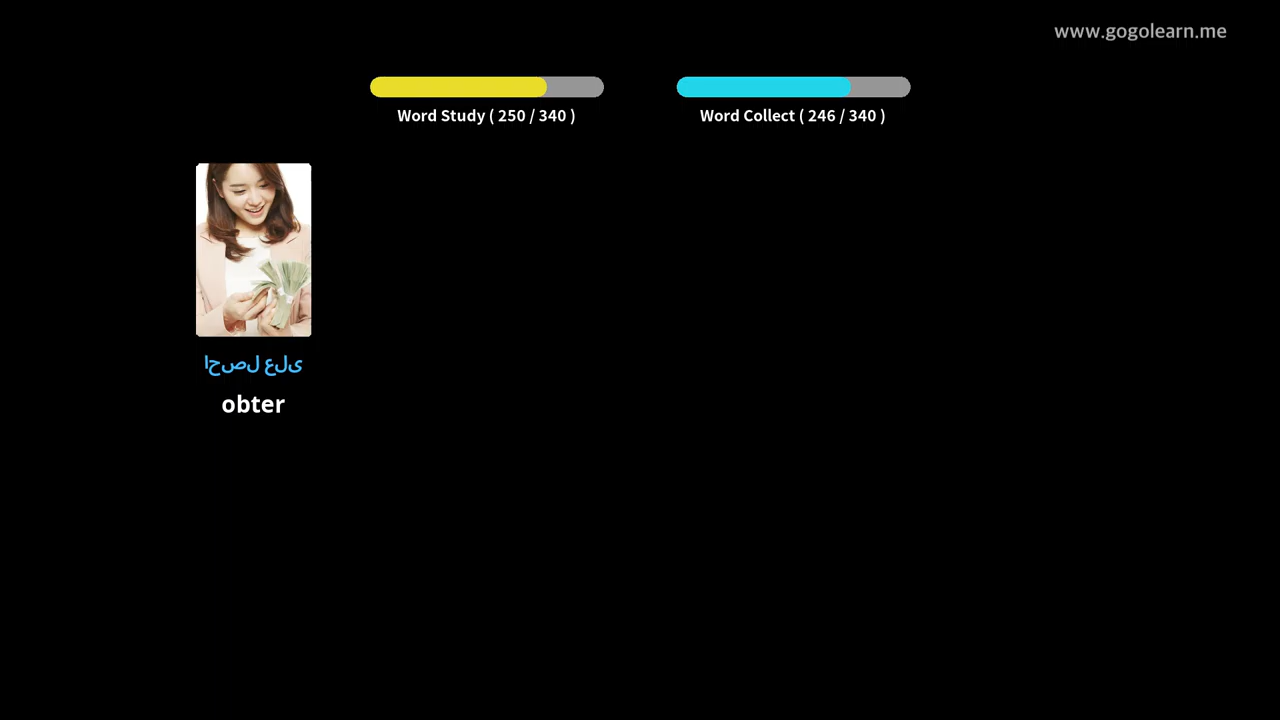 www.gogolearn.me
Word Study ( 250 / 340 )
Word Collect ( 246 / 340 )
احصل على
obter